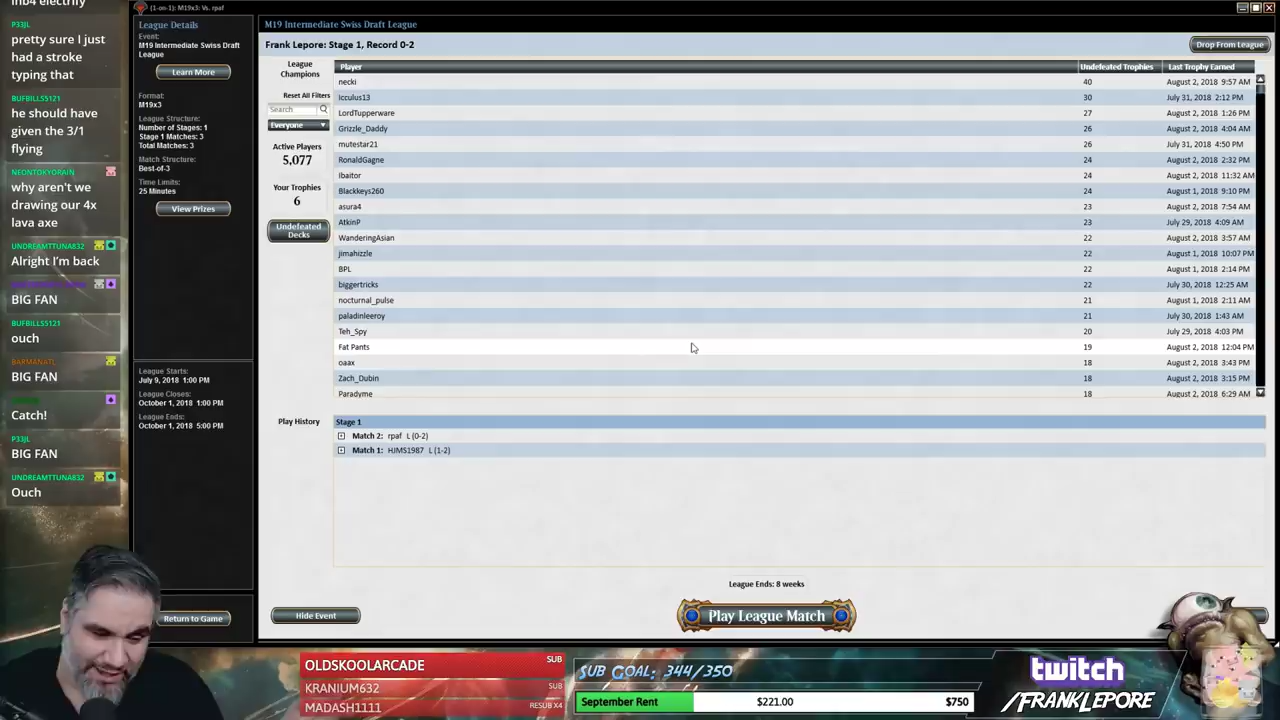 inb4 electrify
P33JL
pretty sure I just
had a stroke
typing that
BUFBILLS5121
he should have
given the 3/1
flying
NEONTOKYORAIN
why aren't we
drawing our 4x
lava axe
UNDREAMTTUNA832
Alright I'm back
BIG FAN
BUFBILLS5121
ouch
BARMANATL
BIG FAN
Catch!
P33JL
BIG FAN
UNDREAMTTUNA832
Ouch
(1-on-1): M19x3: Vs. rpaf
League Details
Event:
M19 Intermediate Swiss Draft
League
Learn More
Format:
M19x3
League Structure:
Number of Stages: 1
Stage 1 Matches: 3
Total Matches: 3
Match Structure:
Best-of-3
Time Limits:
25 Minutes
View Prizes
League Starts:
July 9, 2018 1:00 PM
League Closes:
October 1, 2018 1:00 PM
League Ends:
October 1, 2018 5:00 PM
Return to Game
M19 Intermediate Swiss Draft League
Frank Lepore: Stage 1, Record 0-2
Drop From League
League
Champions
Reset All Filters
Search
Everyone
Active Players
5,077
Your Trophies
6
Undefeated
Decks
Player Undefeated Trophies Last Trophy Earned
necki 40 August 2, 2018 9:57 AM
Icculus13 30 July 31, 2018 2:12 PM
LordTupperware 27 August 2, 2018 1:26 PM
Grizzle_Daddy 26 August 2, 2018 4:04 AM
mutestar21 26 July 31, 2018 4:50 PM
RonaldGagne 24 August 2, 2018 2:32 PM
lbaitor 24 August 2, 2018 11:32 AM
Blackkeys260 24 August 1, 2018 9:10 PM
asura4 23 August 2, 2018 7:54 AM
AtkinP 23 July 29, 2018 4:09 AM
WanderingAsian 22 August 2, 2018 3:57 AM
jimahizzle 22 August 1, 2018 10:07 PM
BPL 22 August 1, 2018 2:14 PM
biggertricks 22 July 30, 2018 12:25 AM
nocturnal_pulse 21 August 1, 2018 2:11 AM
paladinleeroy 21 July 30, 2018 1:43 AM
Teh_Spy 20 July 29, 2018 4:03 PM
Fat Pants 19 August 2, 2018 12:04 PM
oaax 18 August 2, 2018 3:43 PM
Zach_Dubin 18 August 2, 2018 3:15 PM
Paradyme 18 August 2, 2018 6:29 AM
Play History
Stage 1
Match 2: rpaf L (0-2)
Match 1: HJMS1987 L (1-2)
League Ends: 8 weeks
Hide Event
Play League Match
OLDSKOOLARCADE SUB
KRANIUM632 SUB
MADASH1111 RESUB X4
SUB GOAL: 344/350
September Rent $221.00 $750
twitch
/FRANKLEPORE